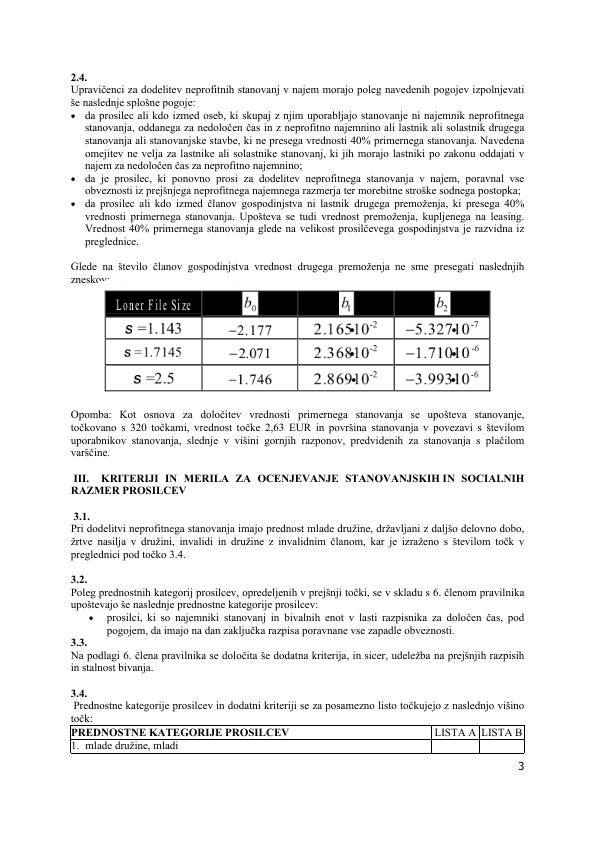 2.4.
Upravičenci za dodelitev neprofitnih stanovanj v najem morajo poleg navedenih pogojev izpolnjevati
še naslednje splošne pogoje:
• da prosilec ali kdo izmed oseb, ki skupaj z njim uporabljajo stanovanje ni najemnik neprofitnega
stanovanja, oddanega za nedoločen čas in z neprofitno najemnino ali lastnik ali solastnik drugega
stanovanja ali stanovanjske stavbe, ki ne presega vrednosti 40% primernega stanovanja. Navedena
omejitev ne velja za lastnike ali solastnike stanovanj, ki jih morajo lastniki po zakonu oddajati v
najem za nedoločen čas za neprofitno najemnino;
• da je prosilec, ki ponovno prosi za dodelitev neprofitnega stanovanja v najem, poravnal vse
obveznosti iz prejšnjega neprofitnega najemnega razmerja ter morebitne stroške sodnega postopka;
• da prosilec ali kdo izmed članov gospodinjstva ni lastnik drugega premoženja, ki presega 40%
vrednosti primernega stanovanja. Upošteva se tudi vrednost premoženja, kupljenega na leasing.
Vrednost 40% primernega stanovanja glede na velikost prosilčevega gospodinjstva je razvidna iz
preglednice.
Glede na število članov gospodinjstva vrednost drugega premoženja ne sme presegati naslednjih
zneskov:
Loner File Size b₀ b₁ b₂
s =1.143 −2.177 2.165•10⁻² −5.327•10⁻⁷
s =1.7145 −2.071 2.368•10⁻² −1.710•10⁻⁶
s =2.5 −1.746 2.869•10⁻² −3.993•10⁻⁶
Opomba: Kot osnova za določitev vrednosti primernega stanovanja se upošteva stanovanje,
točkovano s 320 točkami, vrednost točke 2,63 EUR in površina stanovanja v povezavi s številom
uporabnikov stanovanja, slednje v višini gornjih razponov, predvidenih za stanovanja s plačilom
varščine.
III. KRITERIJI IN MERILA ZA OCENJEVANJE STANOVANJSKIH IN SOCIALNIH
RAZMER PROSILCEV
3.1.
Pri dodelitvi neprofitnega stanovanja imajo prednost mlade družine, državljani z daljšo delovno dobo,
žrtve nasilja v družini, invalidi in družine z invalidnim članom, kar je izraženo s številom točk v
preglednici pod točko 3.4.
3.2.
Poleg prednostnih kategorij prosilcev, opredeljenih v prejšnji točki, se v skladu s 6. členom pravilnika
upoštevajo še naslednje prednostne kategorije prosilcev:
• prosilci, ki so najemniki stanovanj in bivalnih enot v lasti razpisnika za določen čas, pod
pogojem, da imajo na dan zaključka razpisa poravnane vse zapadle obveznosti.
3.3.
Na podlagi 6. člena pravilnika se določita še dodatna kriterija, in sicer, udeležba na prejšnjih razpisih
in stalnost bivanja.
3.4.
Prednostne kategorije prosilcev in dodatni kriteriji se za posamezno listo točkujejo z naslednjo višino
točk:
PREDNOSTNE KATEGORIJE PROSILCEV LISTA A LISTA B
1. mlade družine, mladi
3